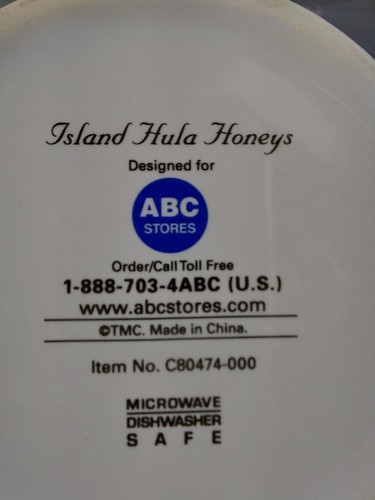 Island Hula Honeys
Designed for
ABC
STORES
Order/Call Toll Free
1-888-703-4ABC (U.S.)
www.abcstores.com
©TMC. Made in China.
Item No. C80474-000
MICROWAVE
DISHWASHER
SAFE